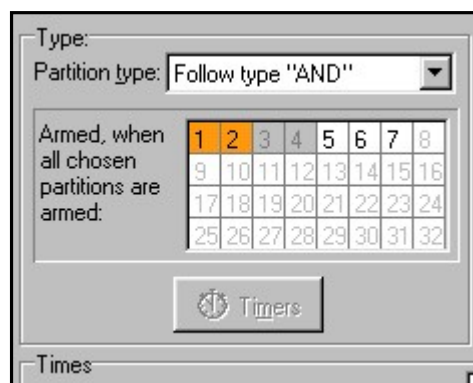 Type:
Partition type: Follow type "AND"
Armed, when
all chosen
partitions are
armed:
1 2 3 4 5 6 7 8
9 10 11 12 13 14 15 16
17 18 19 20 21 22 23 24
25 26 27 28 29 30 31 32
Timers
Times